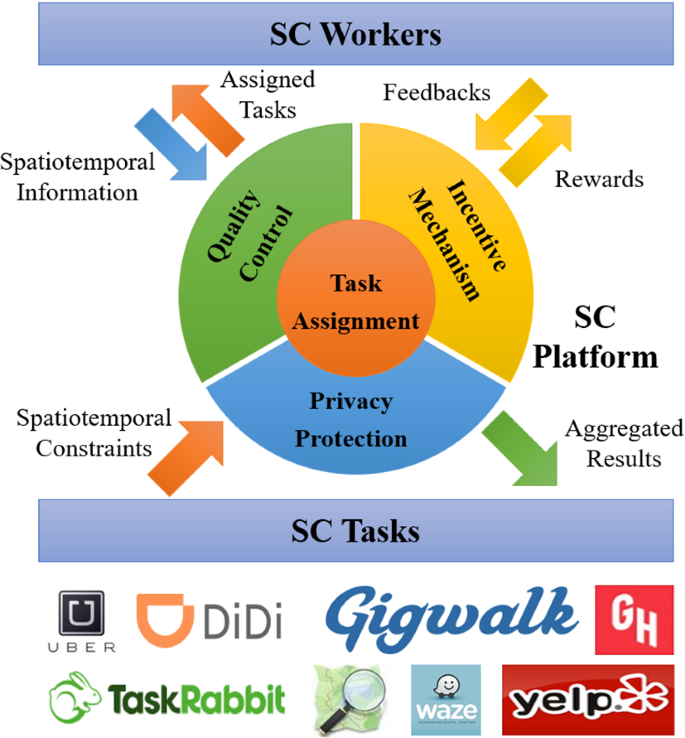 SC Workers
Assigned
Tasks
Feedbacks
Spatiotemporal
Information
Rewards
Quality
Control
Incentive
Mechanism
Task
Assignment
SC
Platform
Privacy
Protection
Spatiotemporal
Constraints
Aggregated
Results
SC Tasks
U
UBER
DiDi
Gigwalk
GH
TaskRabbit
waze
yelp